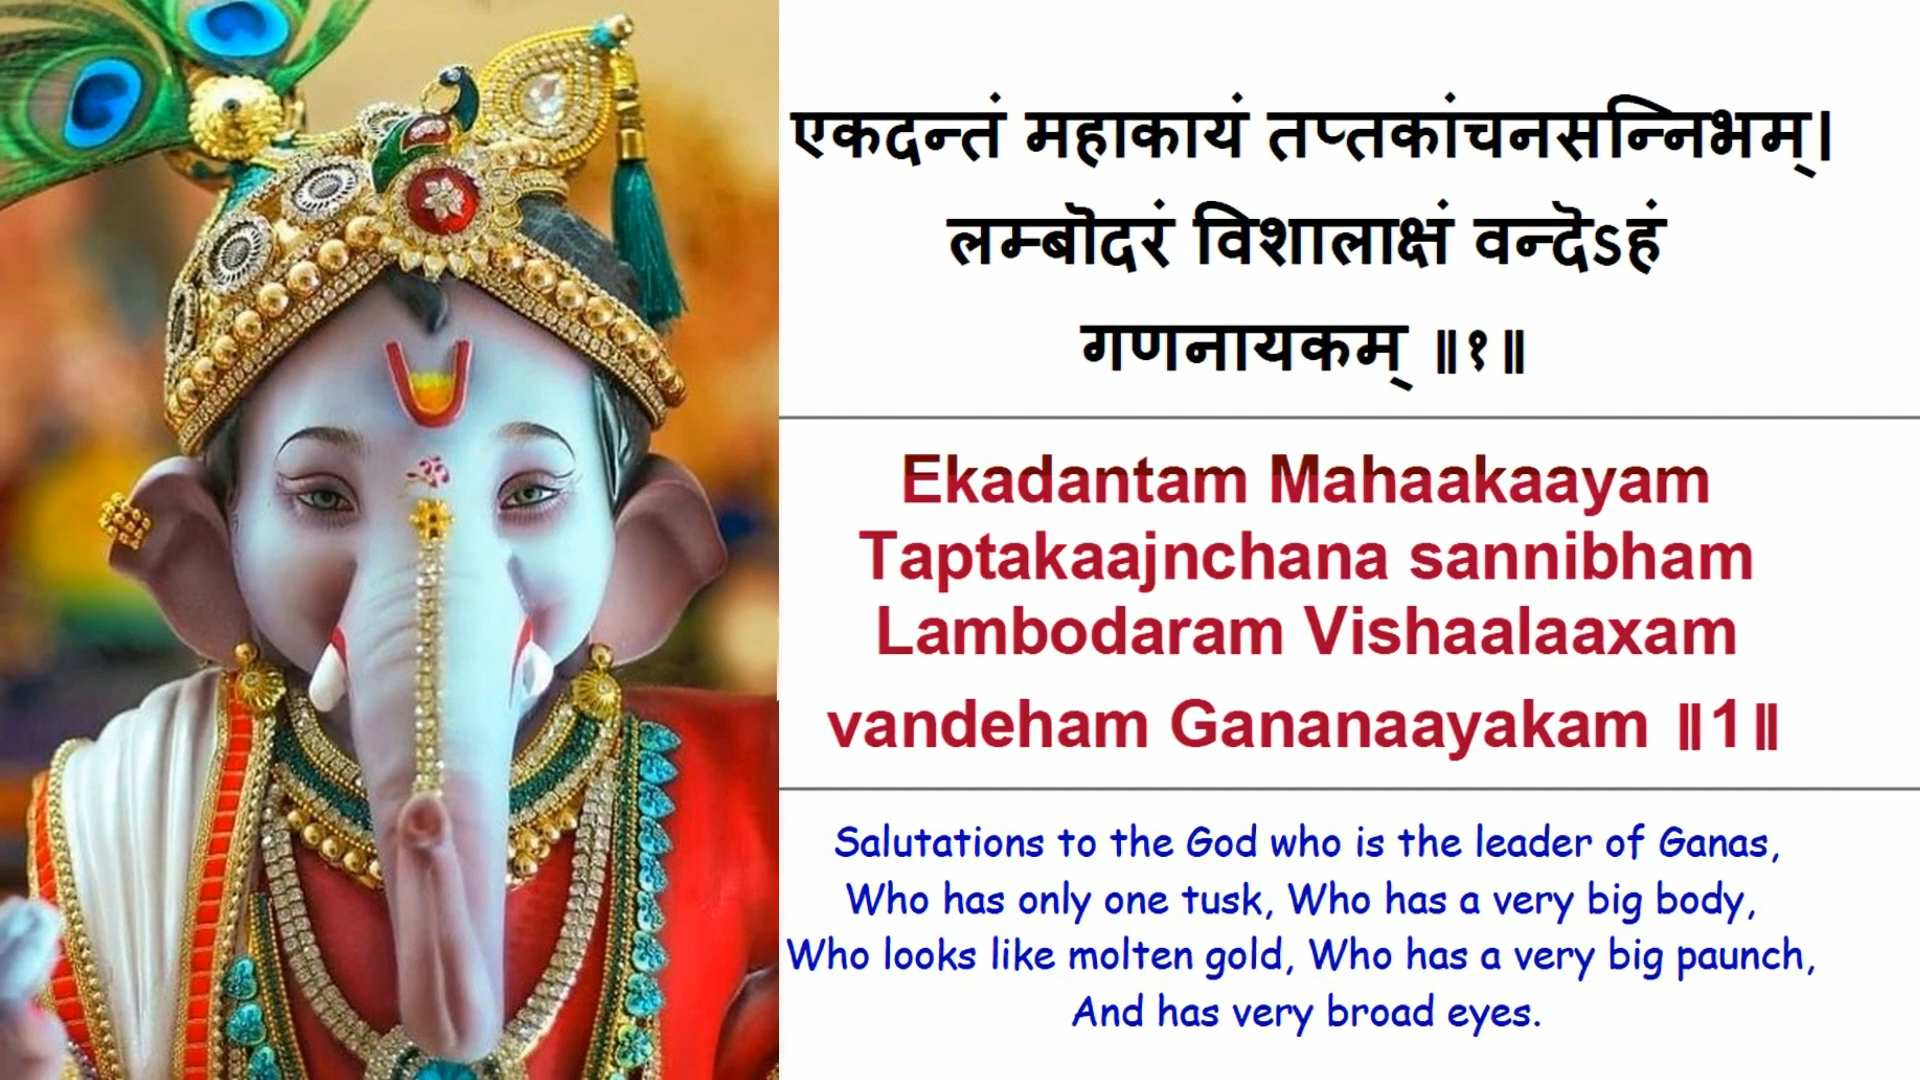 एकदन्तं महाकायं तप्तकांचनसन्निभम्।
लम्बॊदरं विशालाक्षं वन्दॆऽहं
गणनायकम् ॥१॥
Ekadantam Mahaakaayam
Taptakaajnchana sannibham
Lambodaram Vishaalaaxam
vandeham Gananaayakam ॥1॥
Salutations to the God who is the leader of Ganas,
Who has only one tusk, Who has a very big body,
Who looks like molten gold, Who has a very big paunch,
And has very broad eyes.